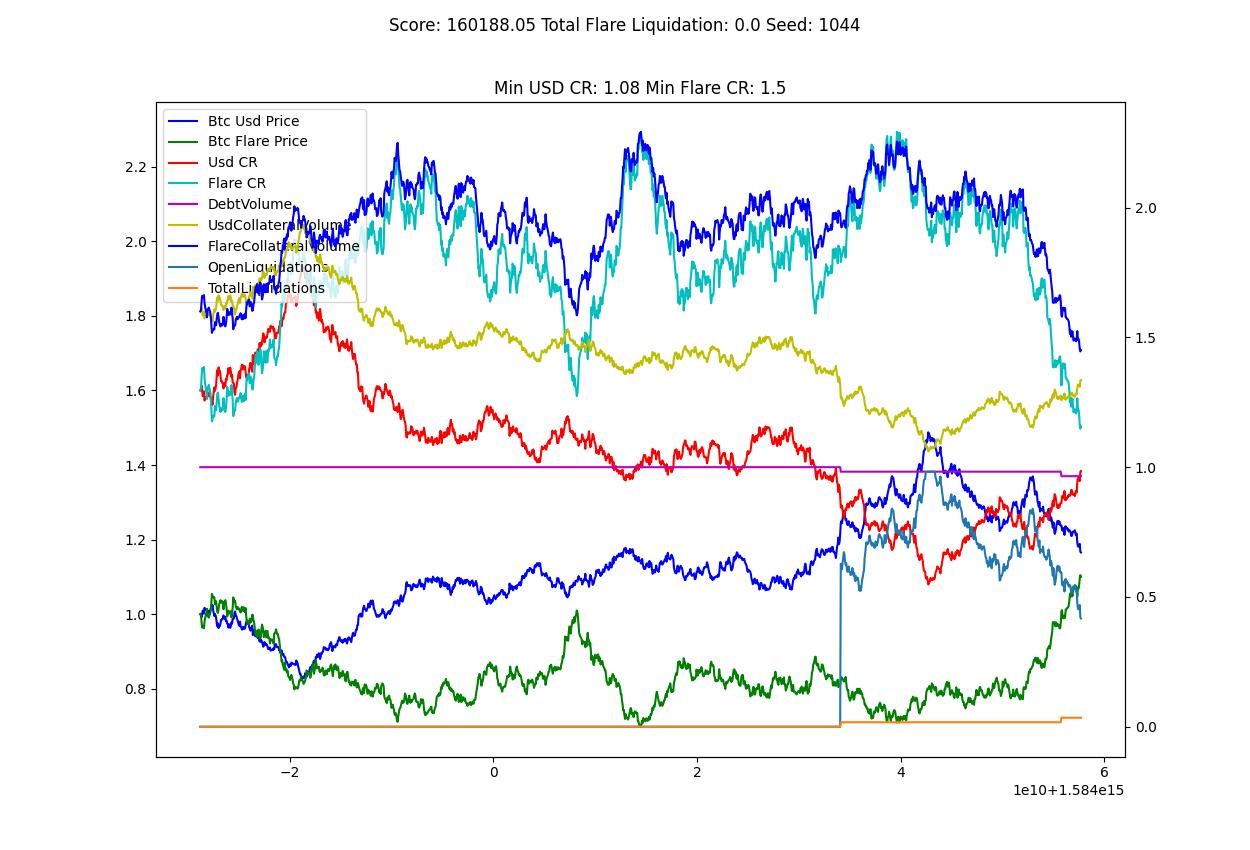 Score: 160188.05 Total Flare Liquidation: 0.0 Seed: 1044
Min USD CR: 1.08 Min Flare CR: 1.5
Btc Usd Price
Btc Flare Price
Usd CR
Flare CR
DebtVolume
UsdCollateralVolume
FlareCollateralVolume
OpenLiquidations
TotalLiquidations
2.2
2.0
1.8
1.6
1.4
1.2
1.0
0.8
2.0
1.5
1.0
0.5
0.0
−2
0
2
4
6
1e10+1.584e15